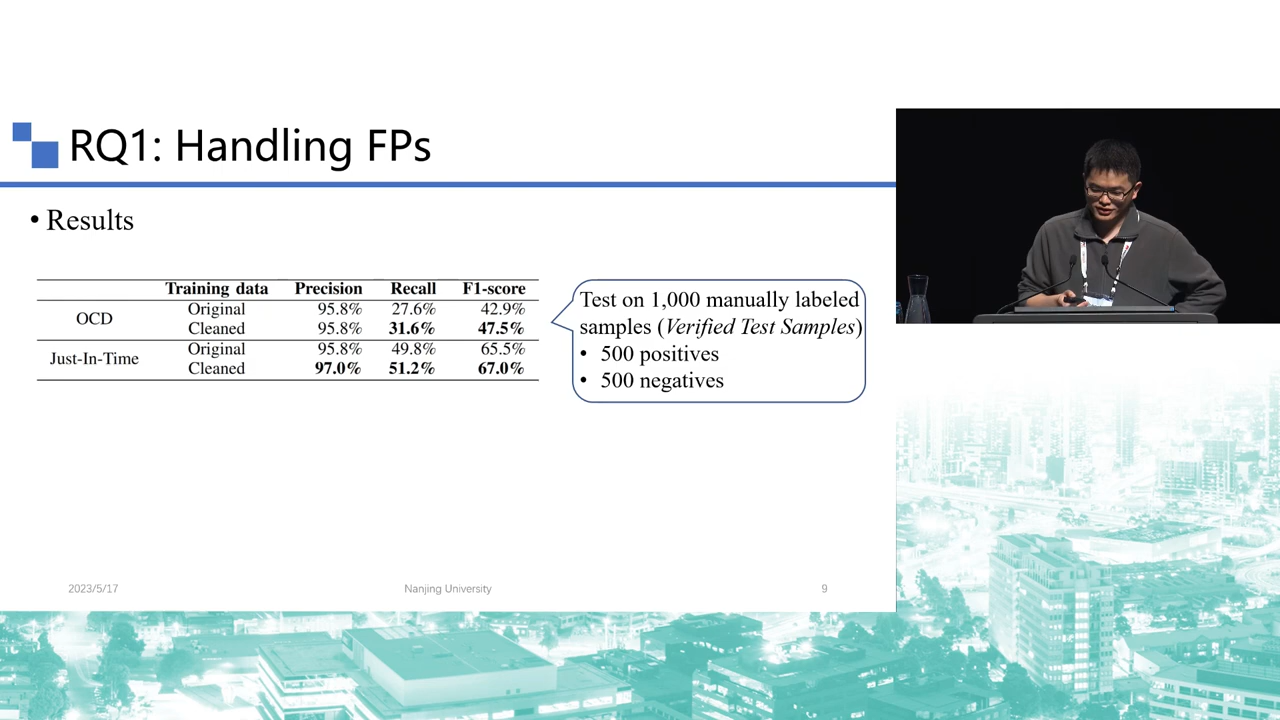 RQ1: Handling FPs
• Results
Training data Precision Recall F1-score
OCD
Original 95.8% 27.6% 42.9%
Cleaned 95.8% 31.6% 47.5%
Just-In-Time
Original 95.8% 49.8% 65.5%
Cleaned 97.0% 51.2% 67.0%
Test on 1,000 manually labeled
samples (Verified Test Samples)
• 500 positives
• 500 negatives
2023/5/17 Nanjing University 9